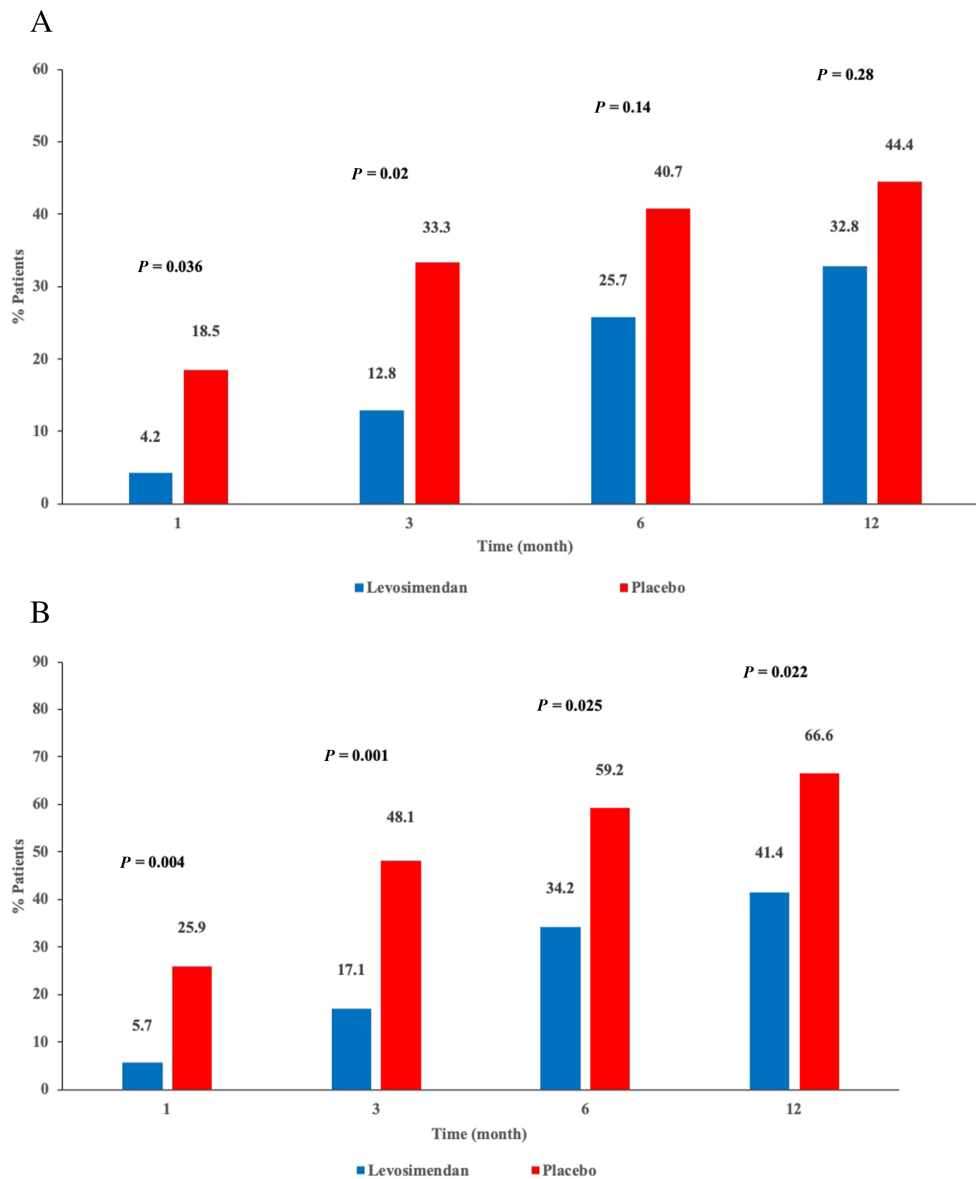 A
60
P = 0.28
P = 0.14
50
44.4
40.7
P = 0.02
40
33.3
32.8
P = 0.036
30
25.7
% Patients
18.5
20
12.8
10
4.2
0
1 3 6 12
Time (month)
Levosimendan Placebo
B
90
P = 0.022
80
P = 0.025
66.6
70
P = 0.001
59.2
60
48.1
50
41.4
P = 0.004
40
34.2
% Patients
25.9
30
17.1
20
5.7
10
0
1 3 6 12
Time (month)
Levosimendan Placebo